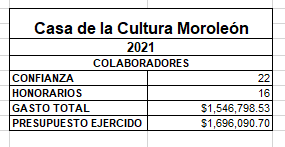 Casa de la Cultura Moroleón
2021
COLABORADORES
CONFIANZA 22
HONORARIOS 16
GASTO TOTAL $1,546,798.53
PRESUPUESTO EJERCIDO $1,696,090.70